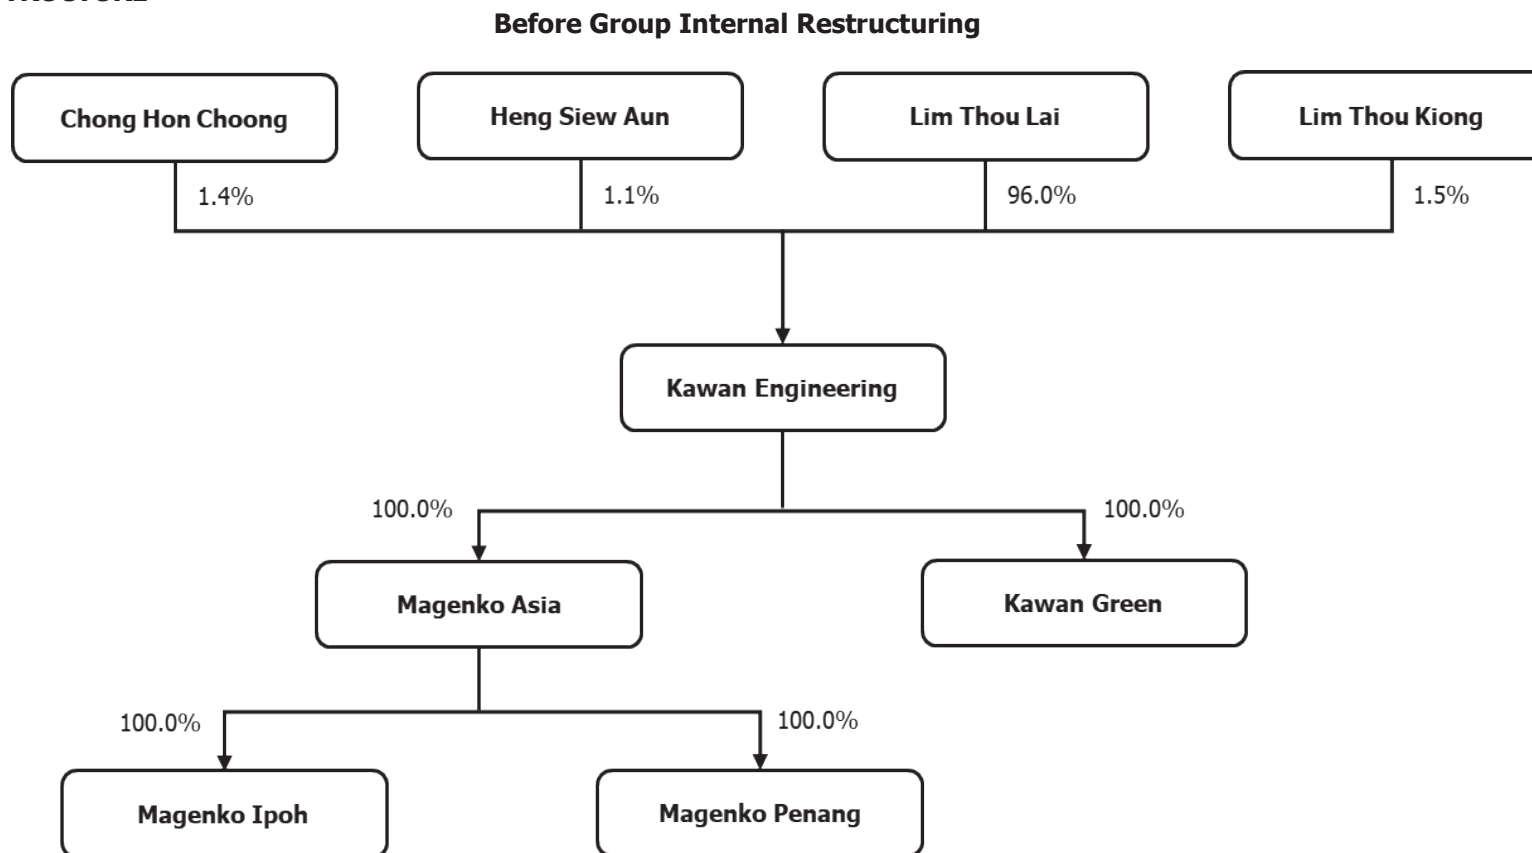 Before Group Internal Restructuring
Chong Hon Choong
Heng Siew Aun
Lim Thou Lai
Lim Thou Kiong
1.4%
1.1%
96.0%
1.5%
Kawan Engineering
100.0%
100.0%
Magenko Asia
Kawan Green
100.0%
100.0%
Magenko Ipoh
Magenko Penang